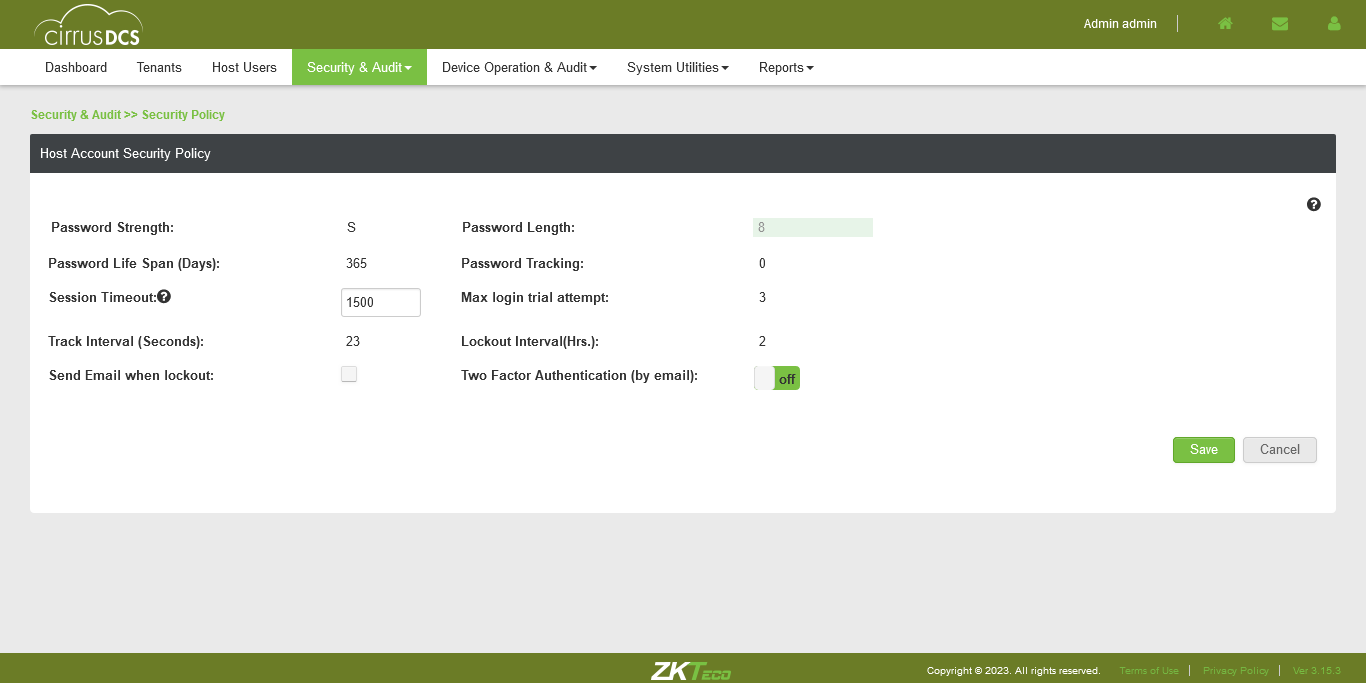 cirrusDCS
Admin admin
Dashboard Tenants Host Users Security & Audit Device Operation & Audit System Utilities Reports
Security & Audit >> Security Policy
Host Account Security Policy
Password Strength: S Password Length: 8
Password Life Span (Days): 365 Password Tracking: 0
Session Timeout: 1500 Max login trial attempt: 3
Track Interval (Seconds): 23 Lockout Interval(Hrs.): 2
Send Email when lockout: Two Factor Authentication (by email): off
Save Cancel
ZKTeco Copyright © 2023. All rights reserved. Terms of Use Privacy Policy Ver 3.15.3